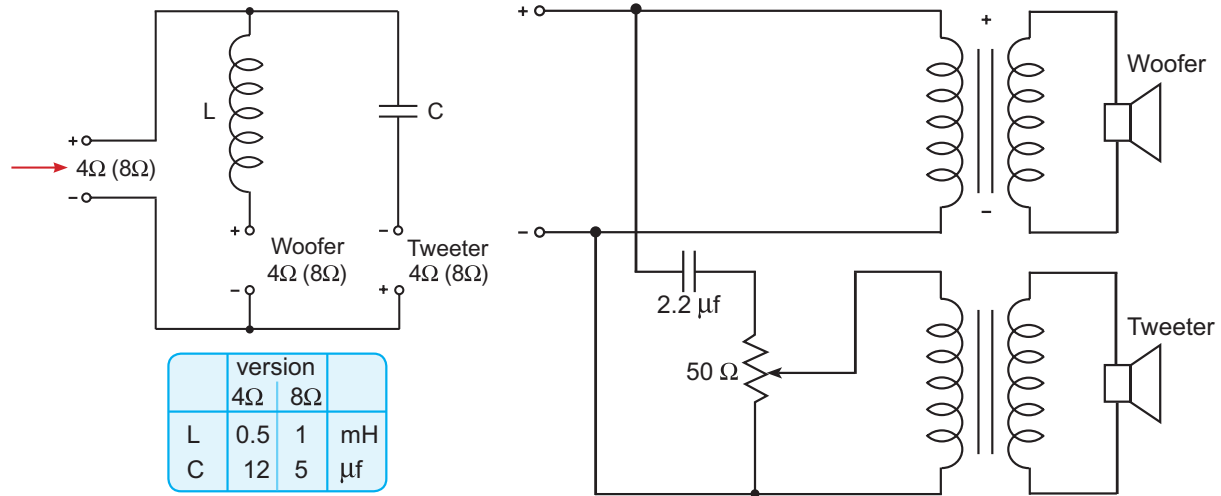 L
C
+
4Ω (8Ω)
−
+
Woofer
4Ω (8Ω)
−
−
Tweeter
4Ω (8Ω)
+
version
4Ω 8Ω
L 0.5 1 mH
C 12 5 μf
+
−
+
−
Woofer
2.2 μf
50 Ω
Tweeter